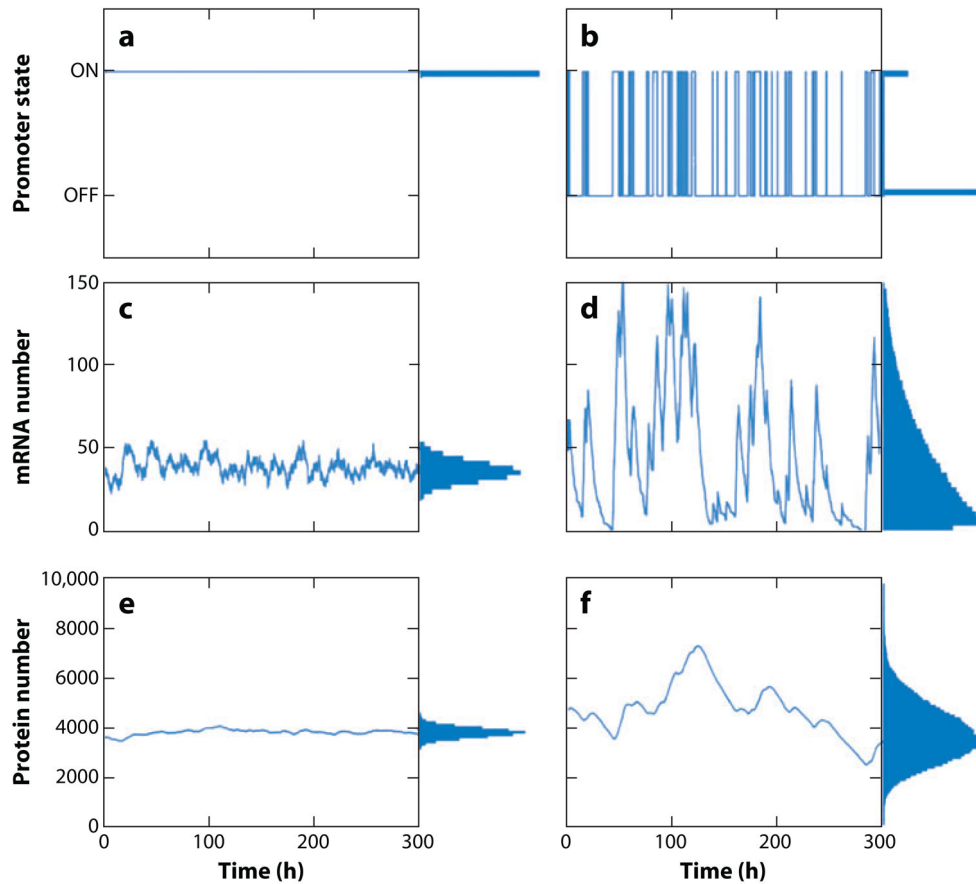 a
b
Promoter state
ON
OFF
c
d
mRNA number
150
100
50
0
e
f
Protein number
10,000
8000
6000
4000
2000
0
0 100 200 300
0 100 200 300
Time (h)
Time (h)